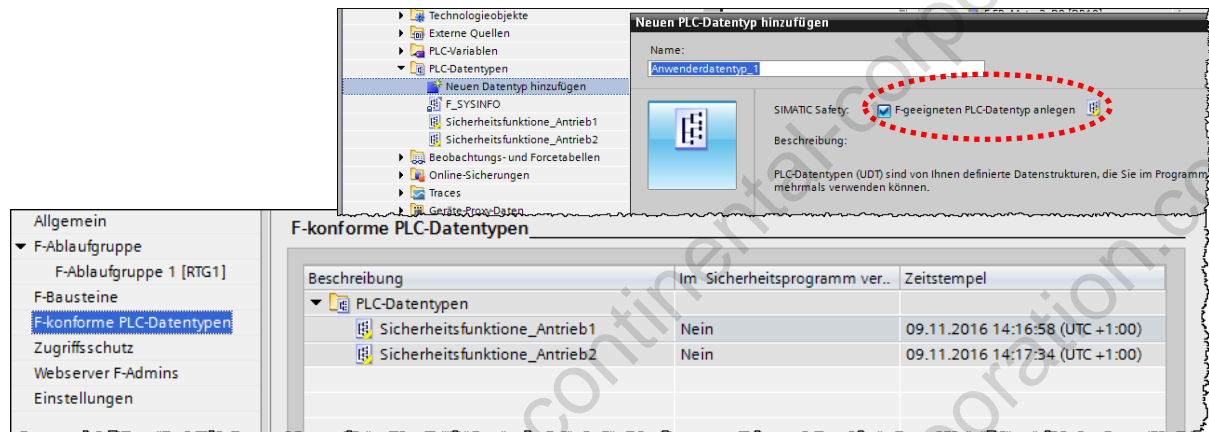 Technologieobjekte
Externe Quellen
PLC-Variablen
PLC-Datentypen
Neuen Datentyp hinzufügen
F_SYSINFO
Sicherheitsfunktione_Antrieb1
Sicherheitsfunktione_Antrieb2
Beobachtungs- und Forcetabellen
Online-Sicherungen
Traces
Geräte-Proxy-Daten
Neuen PLC-Datentyp hinzufügen
Name:
Anwenderdatentyp_1
SIMATIC Safety: F-geeigneten PLC-Datentyp anlegen
Beschreibung:
PLC-Datentypen (UDT) sind von Ihnen definierte Datenstrukturen, die Sie im Programm
mehrmals verwenden können.
Allgemein
F-Ablaufgruppe
F-Ablaufgruppe 1 [RTG1]
F-Bausteine
F-konforme PLC-Datentypen
Zugriffsschutz
Webserver F-Admins
Einstellungen
F-konforme PLC-Datentypen
Beschreibung Im Sicherheitsprogramm ver.. Zeitstempel
PLC-Datentypen
Sicherheitsfunktione_Antrieb1 Nein 09.11.2016 14:16:58 (UTC +1:00)
Sicherheitsfunktione_Antrieb2 Nein 09.11.2016 14:17:34 (UTC +1:00)